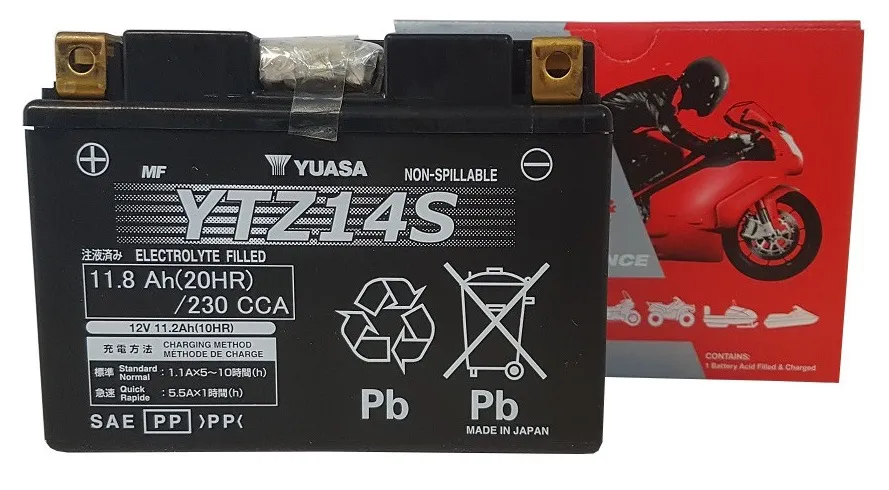 MF
YUASA
NON-SPILLABLE
YTZ14S
注液済み ELECTROLYTE FILLED
11.8 Ah(20HR)
/230 CCA
12V 11.2Ah(10HR)
充電方法 CHARGING METHOD
MÉTHODE DE CHARGE
標準 Standard Normal : 1.1A×5~10時間(h)
急速 Quick Rapide : 5.5A×1時間(h)
SAE PP >PP<
Pb
Pb
MADE IN JAPAN
CONTAINS:
1 Battery Acid Filled & Charged